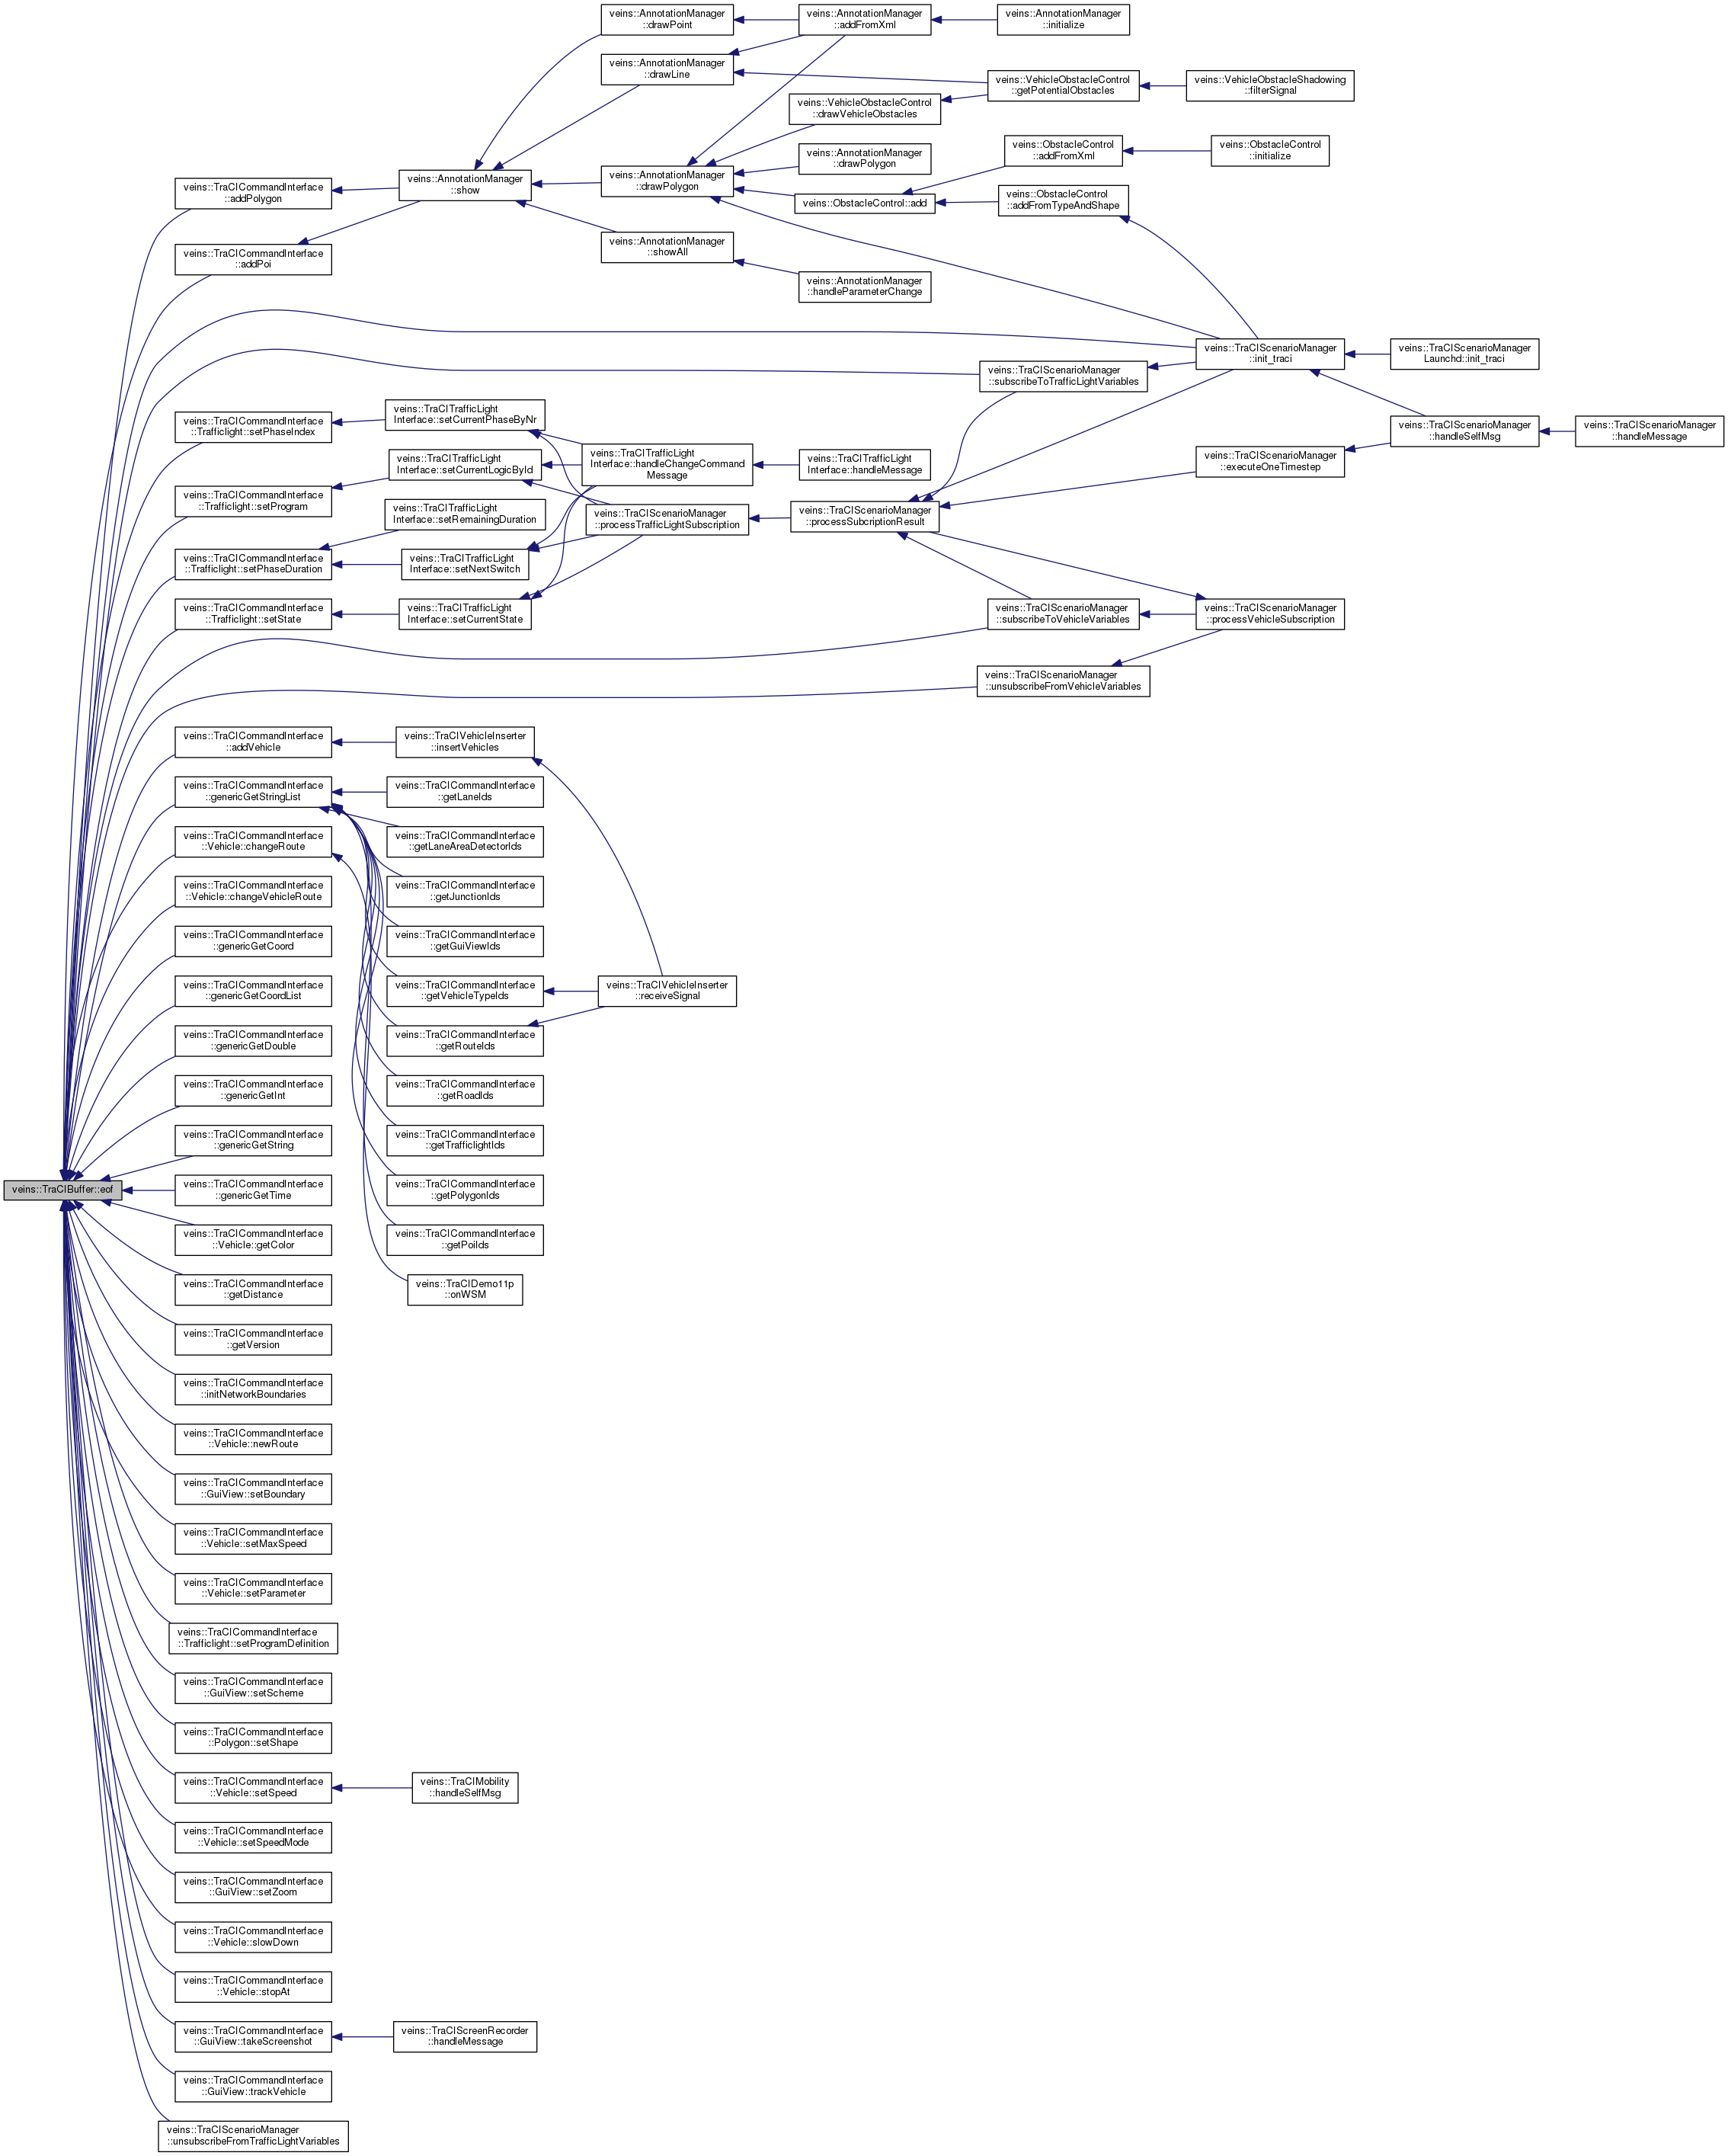 veins::AnnotationManager
::drawPoint
veins::AnnotationManager
::addFromXml
veins::AnnotationManager
::initialize
veins::AnnotationManager
::drawLine
veins::VehicleObstacleControl
::getPotentialObstacles
veins::VehicleObstacleShadowing
::filterSignal
veins::VehicleObstacleControl
::drawVehicleObstacles
veins::ObstacleControl
::addFromXml
veins::ObstacleControl
::initialize
veins::AnnotationManager
::drawPolygon
veins::TraCICommandInterface
::addPolygon
veins::AnnotationManager
::show
veins::AnnotationManager
::drawPolygon
veins::ObstacleControl::add
veins::ObstacleControl
::addFromTypeAndShape
veins::TraCICommandInterface
::addPoi
veins::AnnotationManager
::showAll
veins::AnnotationManager
::handleParameterChange
veins::TraCIScenarioManager
::init_traci
veins::TraCIScenarioManager
Launchd::init_traci
veins::TraCIScenarioManager
::subscribeToTrafficLightVariables
veins::TraCICommandInterface
::Trafficlight::setPhaseIndex
veins::TraCITrafficLight
Interface::setCurrentPhaseByNr
veins::TraCIScenarioManager
::handleSelfMsg
veins::TraCIScenarioManager
::handleMessage
veins::TraCITrafficLight
Interface::setCurrentLogicById
veins::TraCITrafficLight
Interface::handleChangeCommand
Message
veins::TraCITrafficLight
Interface::handleMessage
veins::TraCIScenarioManager
::executeOneTimestep
veins::TraCICommandInterface
::Trafficlight::setProgram
veins::TraCITrafficLight
Interface::setRemainingDuration
veins::TraCIScenarioManager
::processTrafficLightSubscription
veins::TraCIScenarioManager
::processSubcriptionResult
veins::TraCICommandInterface
::Trafficlight::setPhaseDuration
veins::TraCITrafficLight
Interface::setNextSwitch
veins::TraCICommandInterface
::Trafficlight::setState
veins::TraCITrafficLight
Interface::setCurrentState
veins::TraCIScenarioManager
::subscribeToVehicleVariables
veins::TraCIScenarioManager
::processVehicleSubscription
veins::TraCIScenarioManager
::unsubscribeFromVehicleVariables
veins::TraCICommandInterface
::addVehicle
veins::TraCIVehicleInserter
::insertVehicles
veins::TraCICommandInterface
::genericGetStringList
veins::TraCICommandInterface
::getLaneIds
veins::TraCICommandInterface
::Vehicle::changeRoute
veins::TraCICommandInterface
::getLaneAreaDetectorIds
veins::TraCICommandInterface
::Vehicle::changeVehicleRoute
veins::TraCICommandInterface
::getJunctionIds
veins::TraCICommandInterface
::genericGetCoord
veins::TraCICommandInterface
::getGuiViewIds
veins::TraCICommandInterface
::genericGetCoordList
veins::TraCICommandInterface
::getVehicleTypeIds
veins::TraCIVehicleInserter
::receiveSignal
veins::TraCICommandInterface
::genericGetDouble
veins::TraCICommandInterface
::getRouteIds
veins::TraCICommandInterface
::genericGetInt
veins::TraCICommandInterface
::getRoadIds
veins::TraCICommandInterface
::genericGetString
veins::TraCICommandInterface
::getTrafficlightIds
veins::TraCIBuffer::eof
veins::TraCICommandInterface
::genericGetTime
veins::TraCICommandInterface
::getPolygonIds
veins::TraCICommandInterface
::Vehicle::getColor
veins::TraCICommandInterface
::getPoiIds
veins::TraCICommandInterface
::getDistance
veins::TraCIDemo11p
::onWSM
veins::TraCICommandInterface
::getVersion
veins::TraCICommandInterface
::initNetworkBoundaries
veins::TraCICommandInterface
::Vehicle::newRoute
veins::TraCICommandInterface
::GuiView::setBoundary
veins::TraCICommandInterface
::Vehicle::setMaxSpeed
veins::TraCICommandInterface
::Vehicle::setParameter
veins::TraCICommandInterface
::Trafficlight::setProgramDefinition
veins::TraCICommandInterface
::GuiView::setScheme
veins::TraCICommandInterface
::Polygon::setShape
veins::TraCICommandInterface
::Vehicle::setSpeed
veins::TraCIMobility
::handleSelfMsg
veins::TraCICommandInterface
::Vehicle::setSpeedMode
veins::TraCICommandInterface
::GuiView::setZoom
veins::TraCICommandInterface
::Vehicle::slowDown
veins::TraCICommandInterface
::Vehicle::stopAt
veins::TraCICommandInterface
::GuiView::takeScreenshot
veins::TraCIScreenRecorder
::handleMessage
veins::TraCICommandInterface
::GuiView::trackVehicle
veins::TraCIScenarioManager
::unsubscribeFromTrafficLightVariables